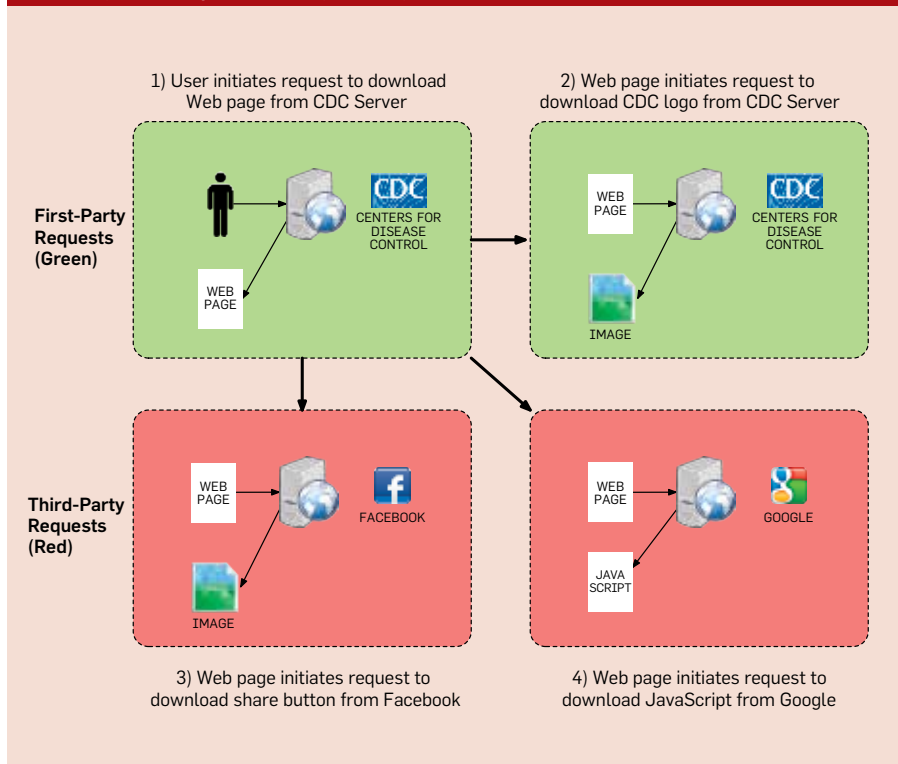 1) User initiates request to download
Web page from CDC Server
2) Web page initiates request to
download CDC logo from CDC Server
First-Party
Requests
(Green)
CDC
CENTERS FOR
DISEASE
CONTROL
WEB
PAGE
WEB
PAGE
CDC
CENTERS FOR
DISEASE
CONTROL
IMAGE
Third-Party
Requests
(Red)
WEB
PAGE
f
FACEBOOK
IMAGE
WEB
PAGE
g
GOOGLE
JAVA
SCRIPT
3) Web page initiates request to
download share button from Facebook
4) Web page initiates request to
download JavaScript from Google